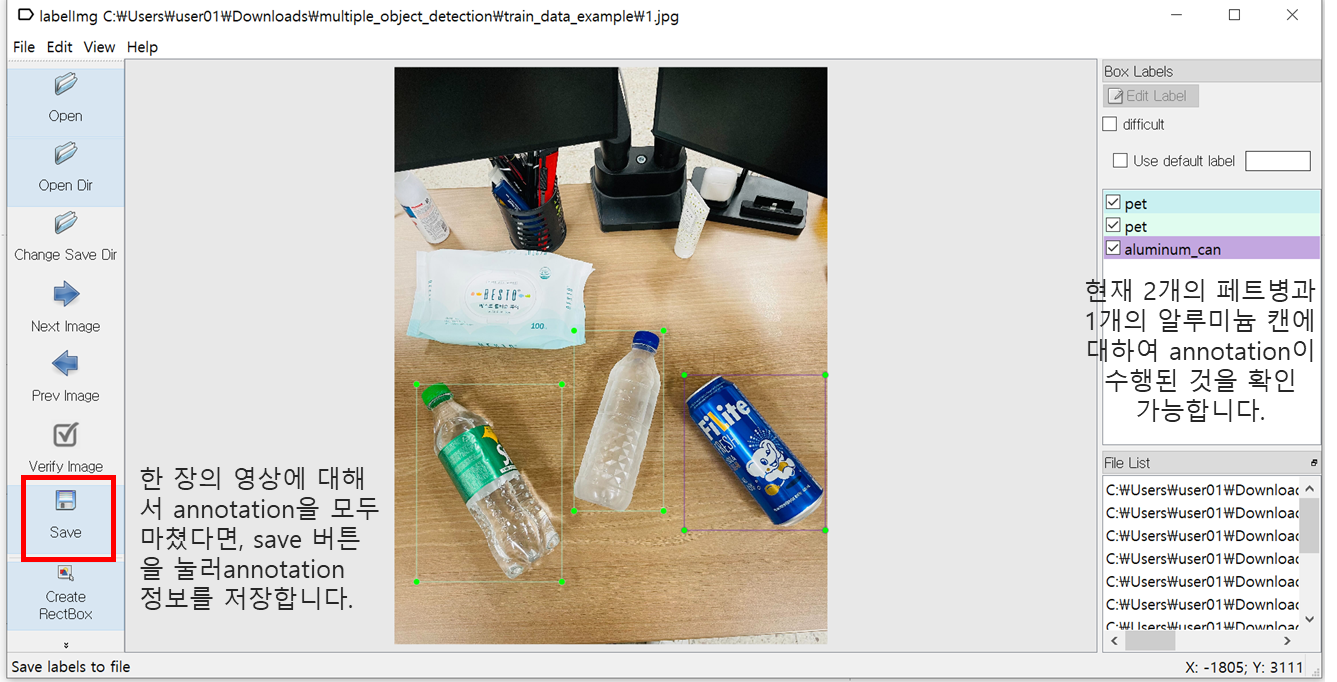 labelImg C:\Users\user01\Downloads\multiple_object_detection\train_data_example\1.jpg
File Edit View Help
Open
Open Dir
Change Save Dir
Next Image
Prev Image
Verify Image
Save
Create
RectBox
한 장의 영상에 대해
서 annotation을 모두
마쳤다면, save 버튼
을 눌러annotation
정보를 저장합니다.
BESTO
100
FiLite
FRESH
Box Labels
Edit Label
difficult
Use default label
pet
pet
aluminum_can
현재 2개의 페트병과
1개의 알루미늄 캔에
대하여 annotation이
수행된 것을 확인
가능합니다.
File List
C:₩Users₩user01₩Downloac
C:₩Users₩user01₩Downloac
C:₩Users₩user01₩Downloac
C:₩Users₩user01₩Downloac
C:₩Users₩user01₩Downloac
C:₩Users₩user01₩Downloac
C:₩Users₩user01₩Downloac
Save labels to file
X: -1805; Y: 3111